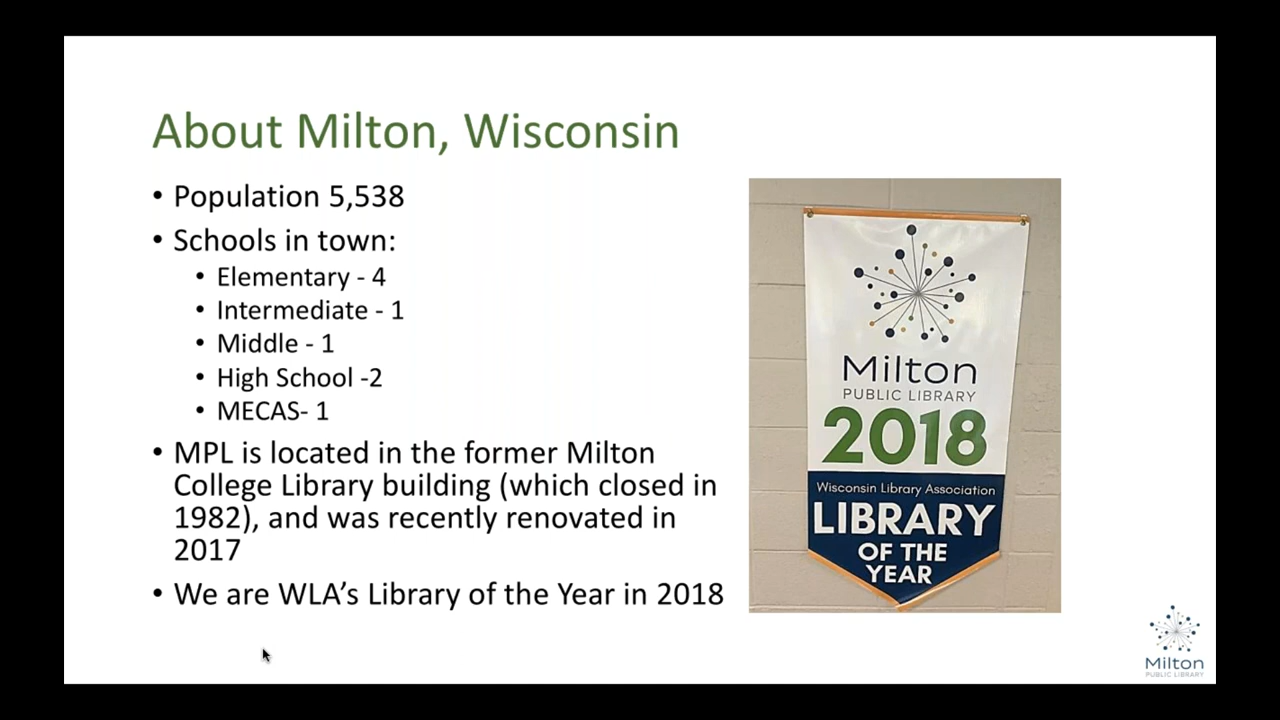 About Milton, Wisconsin
• Population 5,538
• Schools in town:
• Elementary - 4
• Intermediate - 1
• Middle - 1
• High School -2
• MECAS- 1
• MPL is located in the former Milton
College Library building (which closed in
1982), and was recently renovated in
2017
• We are WLA’s Library of the Year in 2018
Milton
PUBLIC LIBRARY
2018
Wisconsin Library Association
LIBRARY
OF THE
YEAR
Milton
PUBLIC LIBRARY